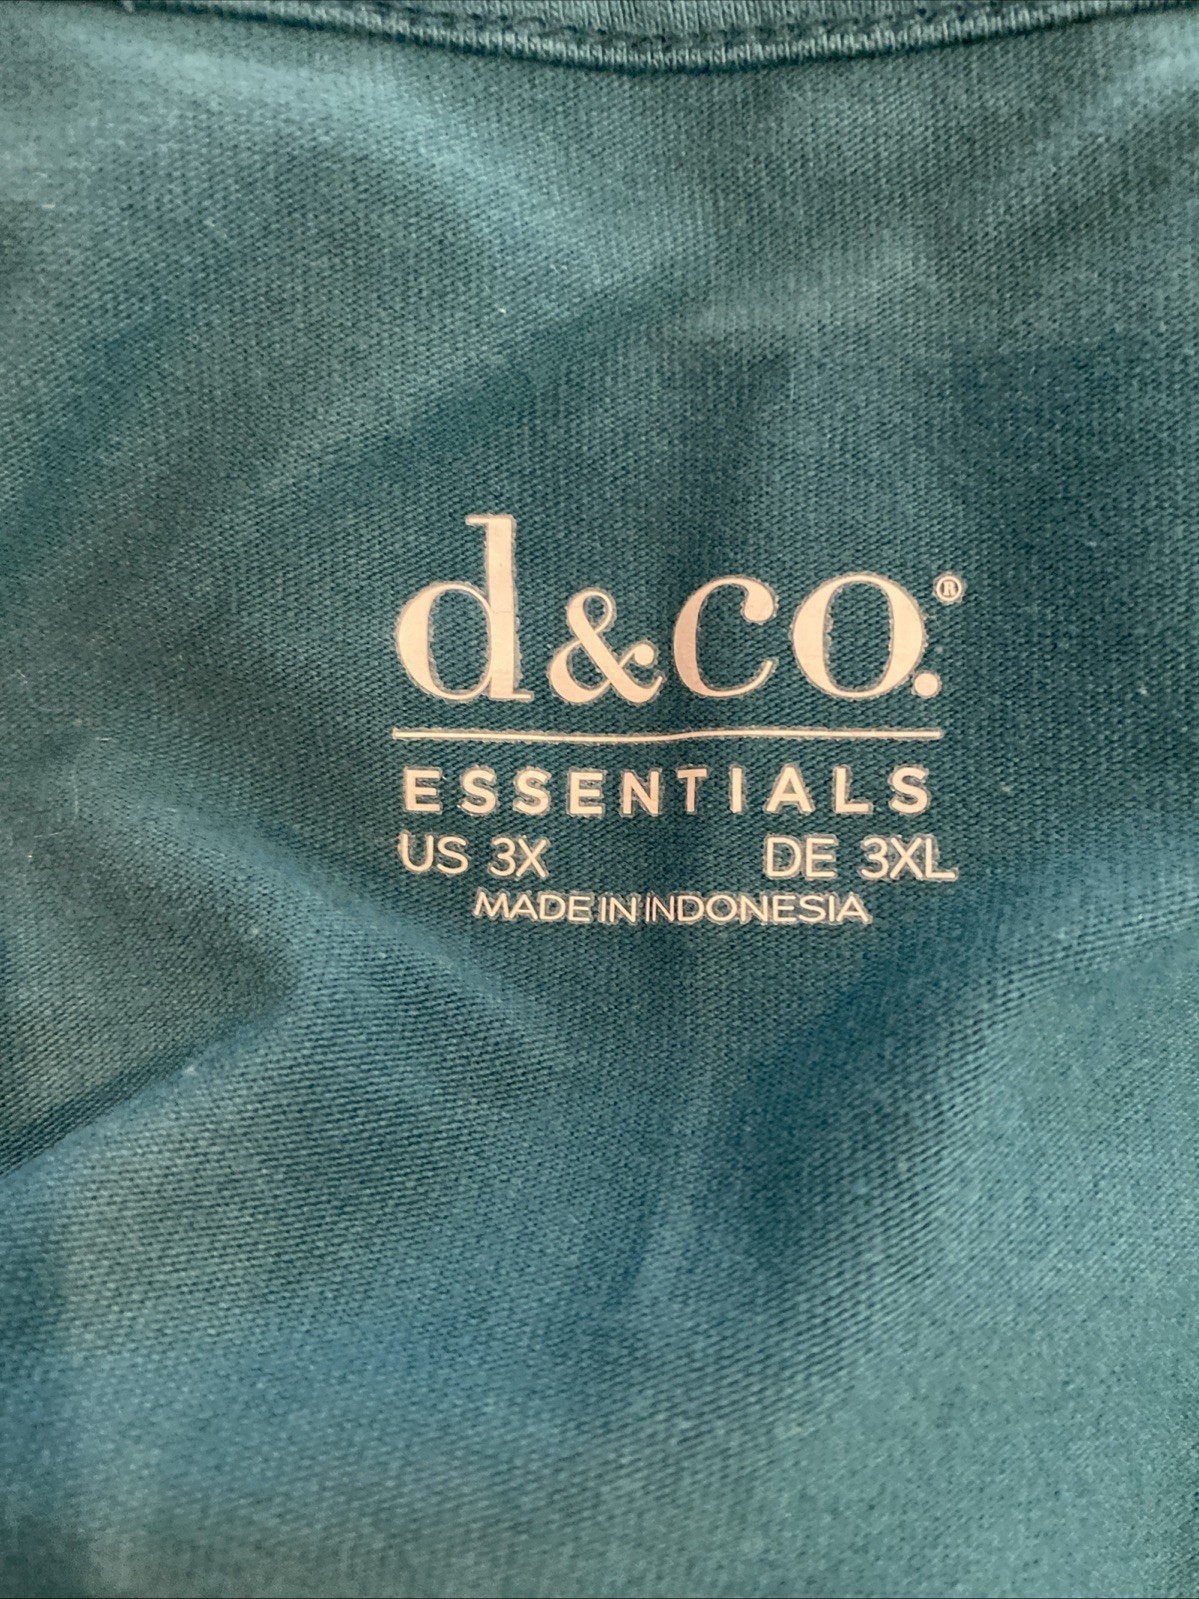 d&co.®
ESSENTIALS
US 3X DE 3XL
MADE IN INDONESIA